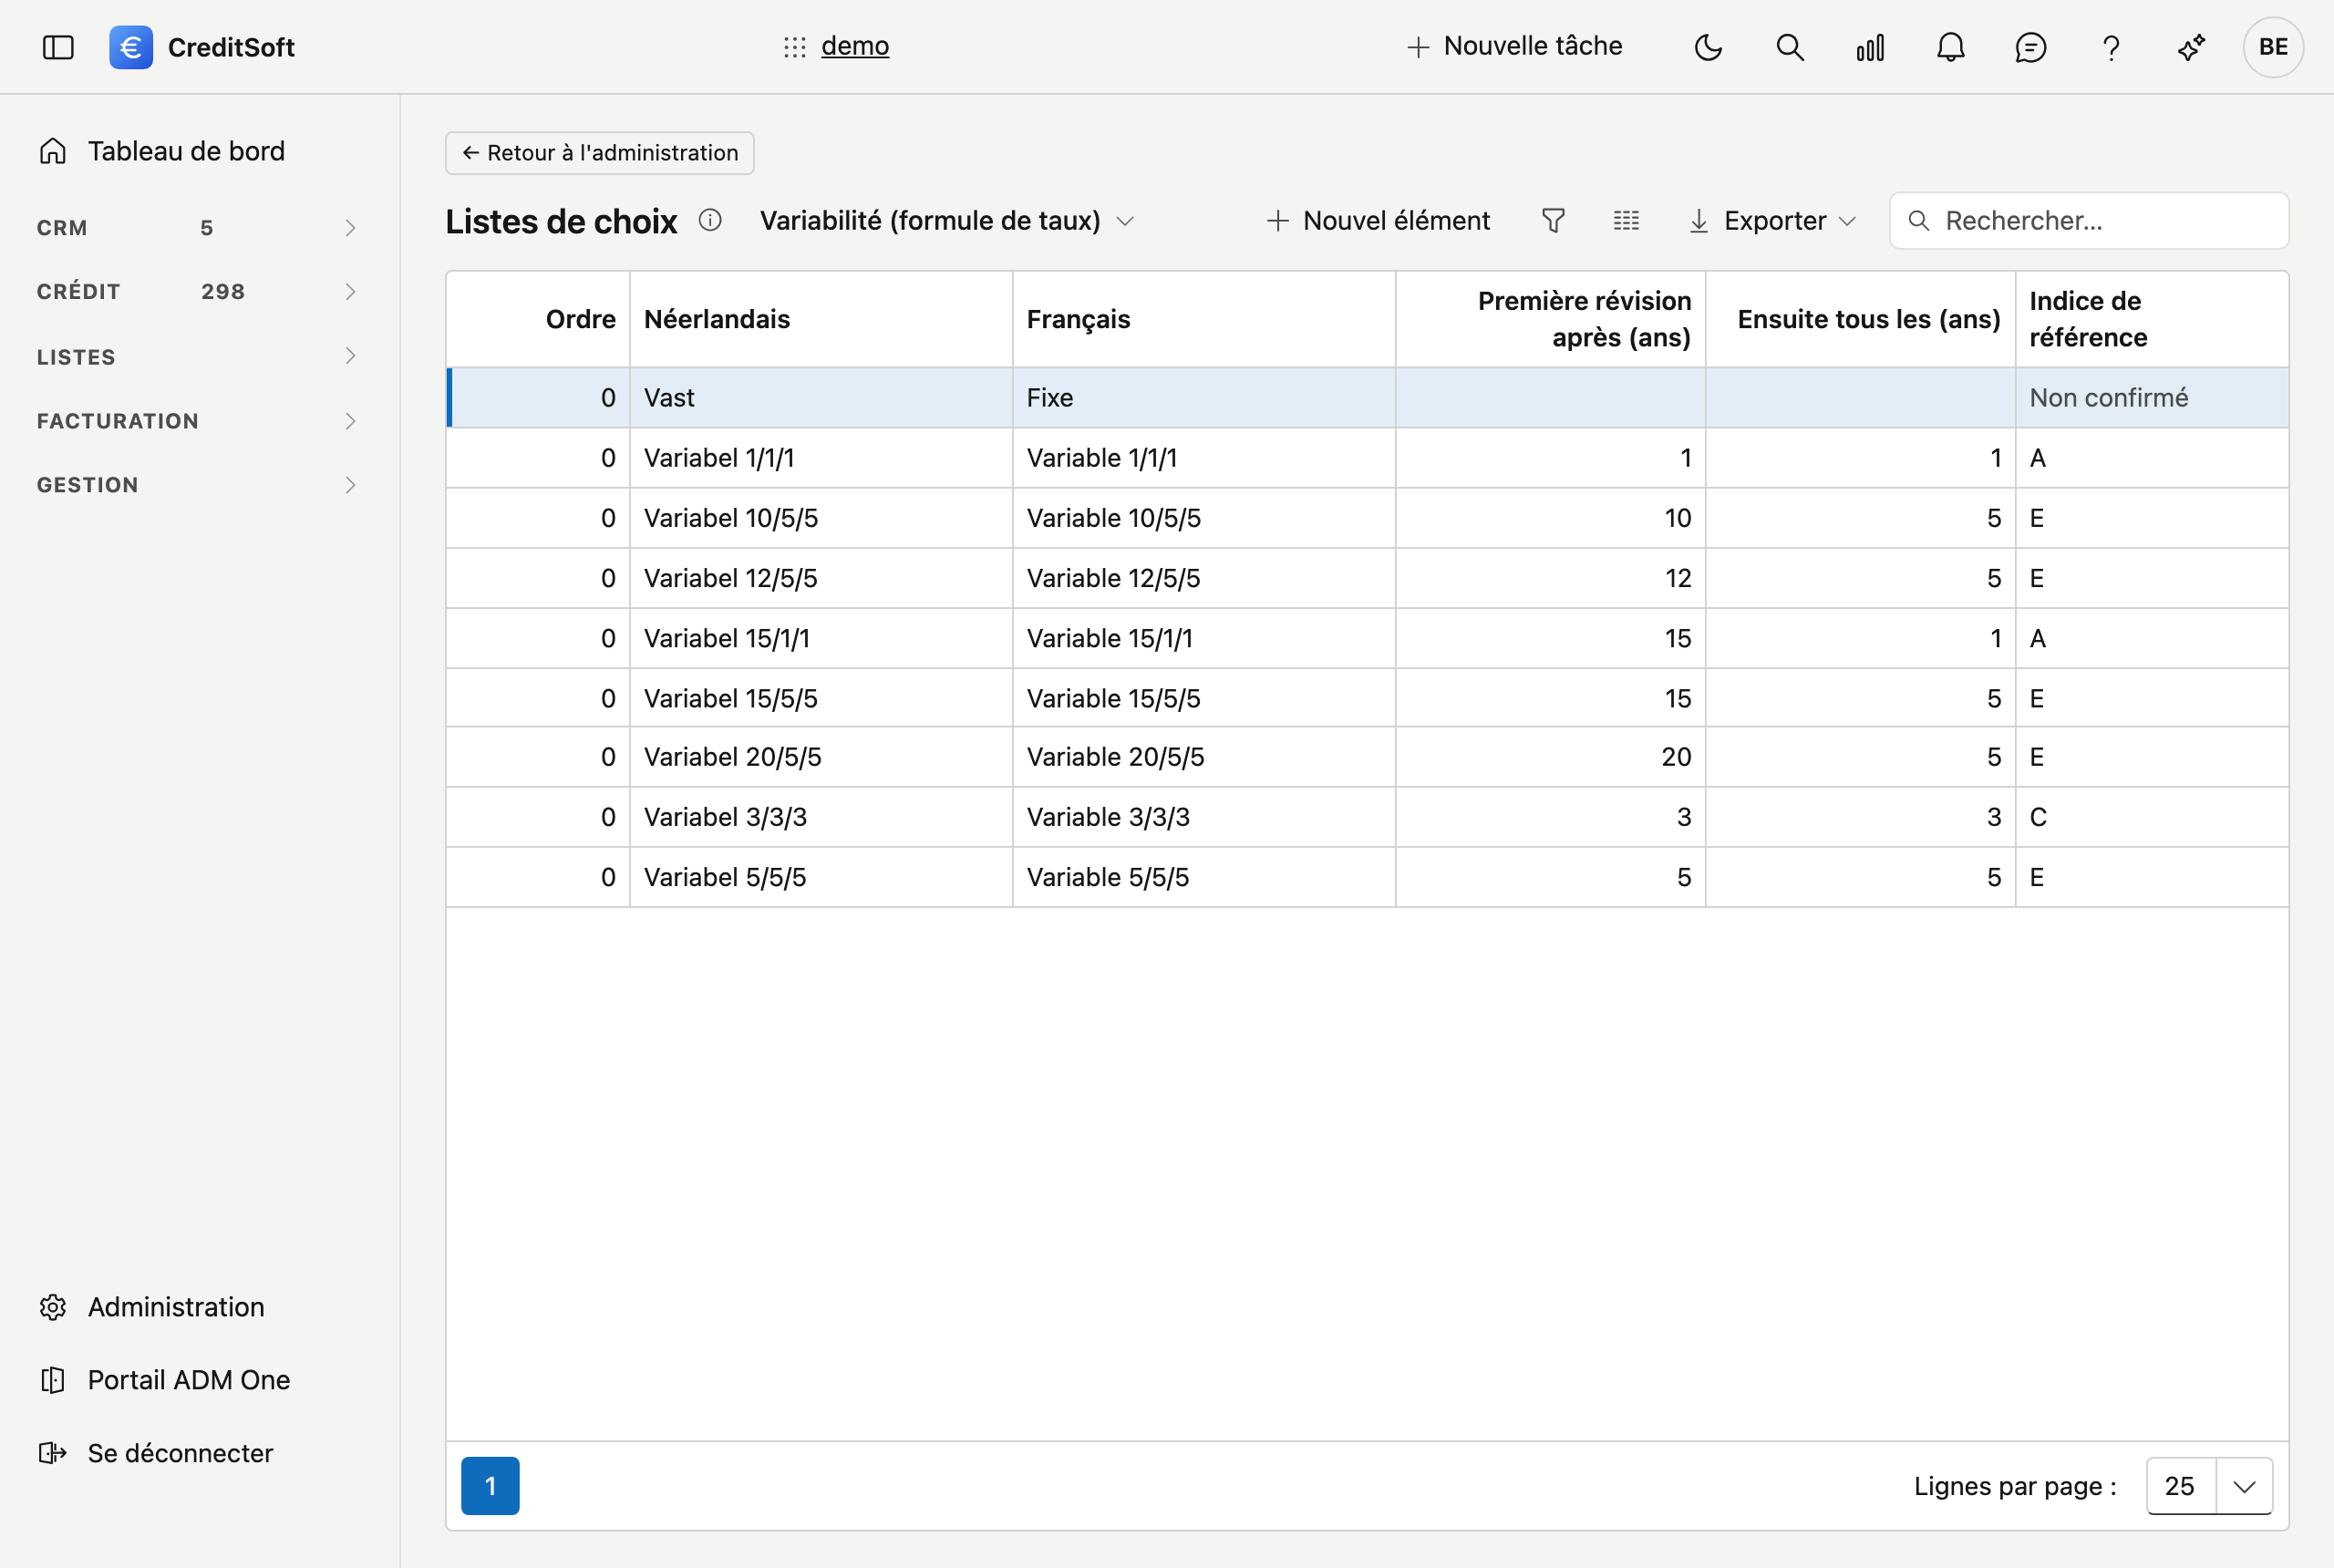 CreditSoft
demo
Nouvelle tâche
BE
Tableau de bord
CRM 5
CRÉDIT 298
LISTES
FACTURATION
GESTION
Administration
Portail ADM One
Se déconnecter
← Retour à l'administration
Listes de choix
Variabilité (formule de taux)
Nouvel élément
Exporter
Rechercher...
Ordre Néerlandais Français Première révision après (ans) Ensuite tous les (ans) Indice de référence
0 Vast Fixe Non confirmé
0 Variabel 1/1/1 Variable 1/1/1 1 1 A
0 Variabel 10/5/5 Variable 10/5/5 10 5 E
0 Variabel 12/5/5 Variable 12/5/5 12 5 E
0 Variabel 15/1/1 Variable 15/1/1 15 1 A
0 Variabel 15/5/5 Variable 15/5/5 15 5 E
0 Variabel 20/5/5 Variable 20/5/5 20 5 E
0 Variabel 3/3/3 Variable 3/3/3 3 3 C
0 Variabel 5/5/5 Variable 5/5/5 5 5 E
1
Lignes par page : 25